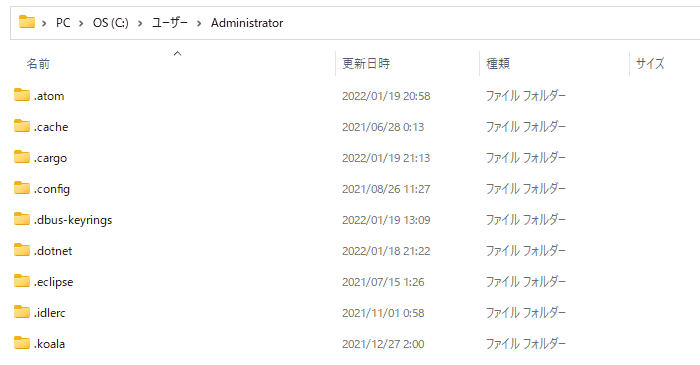 PC > OS (C:) > ユーザー > Administrator
名前 更新日時 種類 サイズ
.atom 2022/01/19 20:58 ファイル フォルダー
.cache 2021/06/28 0:13 ファイル フォルダー
.cargo 2022/01/19 21:13 ファイル フォルダー
.config 2021/08/26 11:27 ファイル フォルダー
.dbus-keyrings 2022/01/19 13:09 ファイル フォルダー
.dotnet 2022/01/18 21:22 ファイル フォルダー
.eclipse 2021/07/15 1:26 ファイル フォルダー
.idlerc 2021/11/01 0:58 ファイル フォルダー
.koala 2021/12/27 2:00 ファイル フォルダー